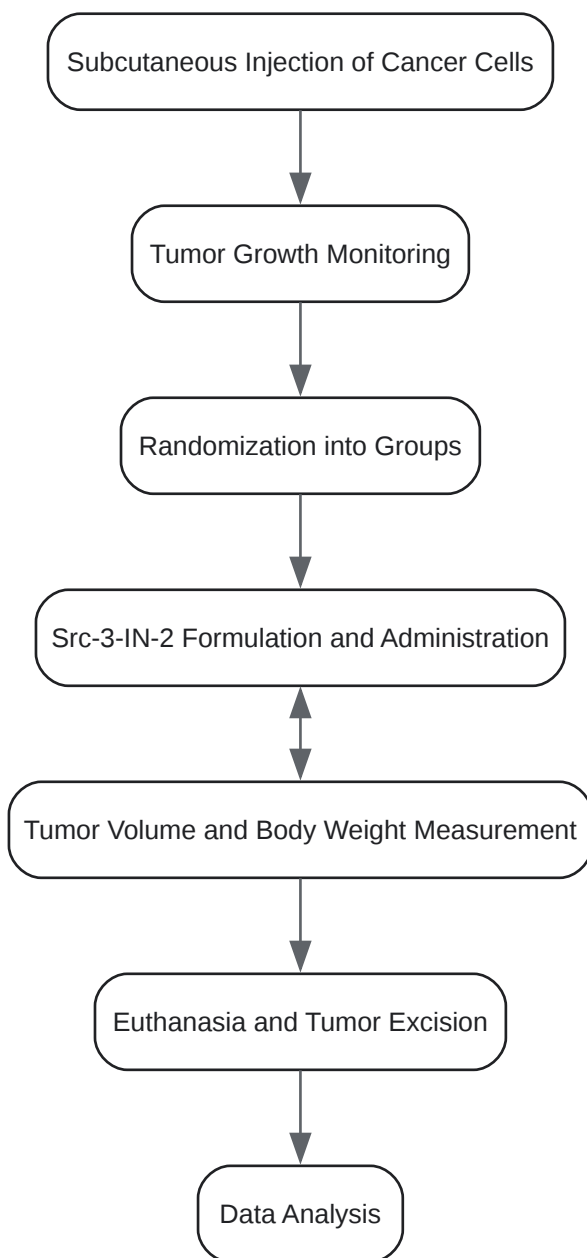 Subcutaneous Injection of Cancer Cells
Tumor Growth Monitoring
Randomization into Groups
Src-3-IN-2 Formulation and Administration
Tumor Volume and Body Weight Measurement
Euthanasia and Tumor Excision
Data Analysis